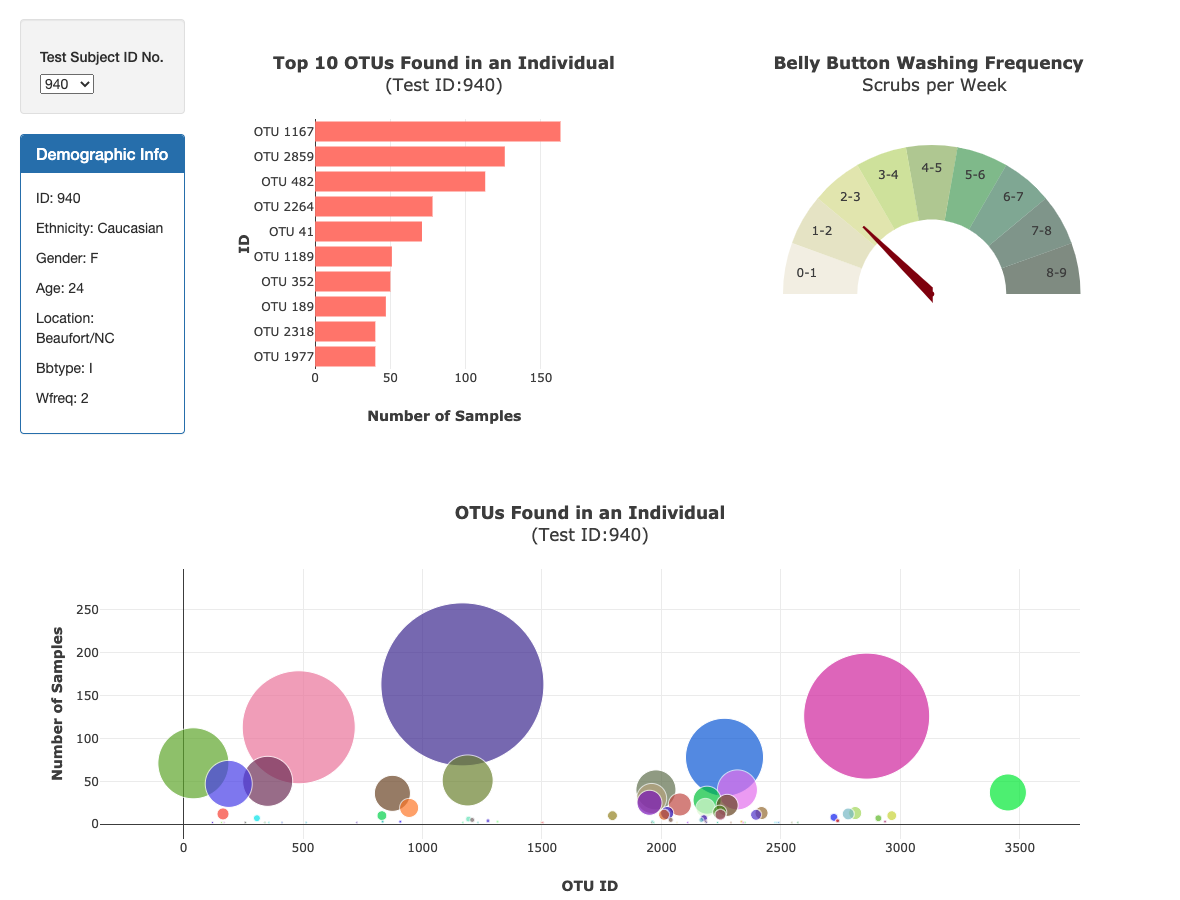 Test Subject ID No.
940
Demographic Info
ID: 940
Ethnicity: Caucasian
Gender: F
Age: 24
Location:
Beaufort/NC
Bbtype: I
Wfreq: 2
Top 10 OTUs Found in an Individual
(Test ID:940)
ID
OTU 1167
OTU 2859
OTU 482
OTU 2264
OTU 41
OTU 1189
OTU 352
OTU 189
OTU 2318
OTU 1977
0 50 100 150
Number of Samples
Belly Button Washing Frequency
Scrubs per Week
0-1
1-2
2-3
3-4
4-5
5-6
6-7
7-8
8-9
OTUs Found in an Individual
(Test ID:940)
Number of Samples
250
200
150
100
50
0
0 500 1000 1500 2000 2500 3000 3500
OTU ID